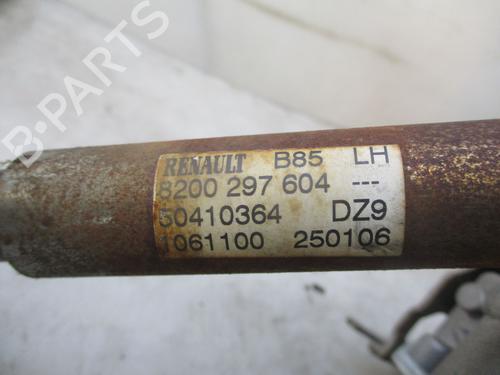 B-PARTS
RENAULT B85 LH
8200 297 604 ---
50410364 DZ9
1061100 250106